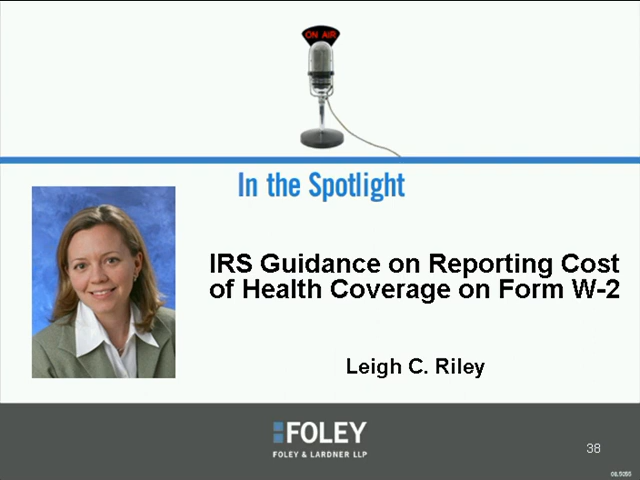 ON AIR
In the Spotlight
IRS Guidance on Reporting Cost
of Health Coverage on Form W-2
Leigh C. Riley
FOLEY
FOLEY & LARDNER LLP
38